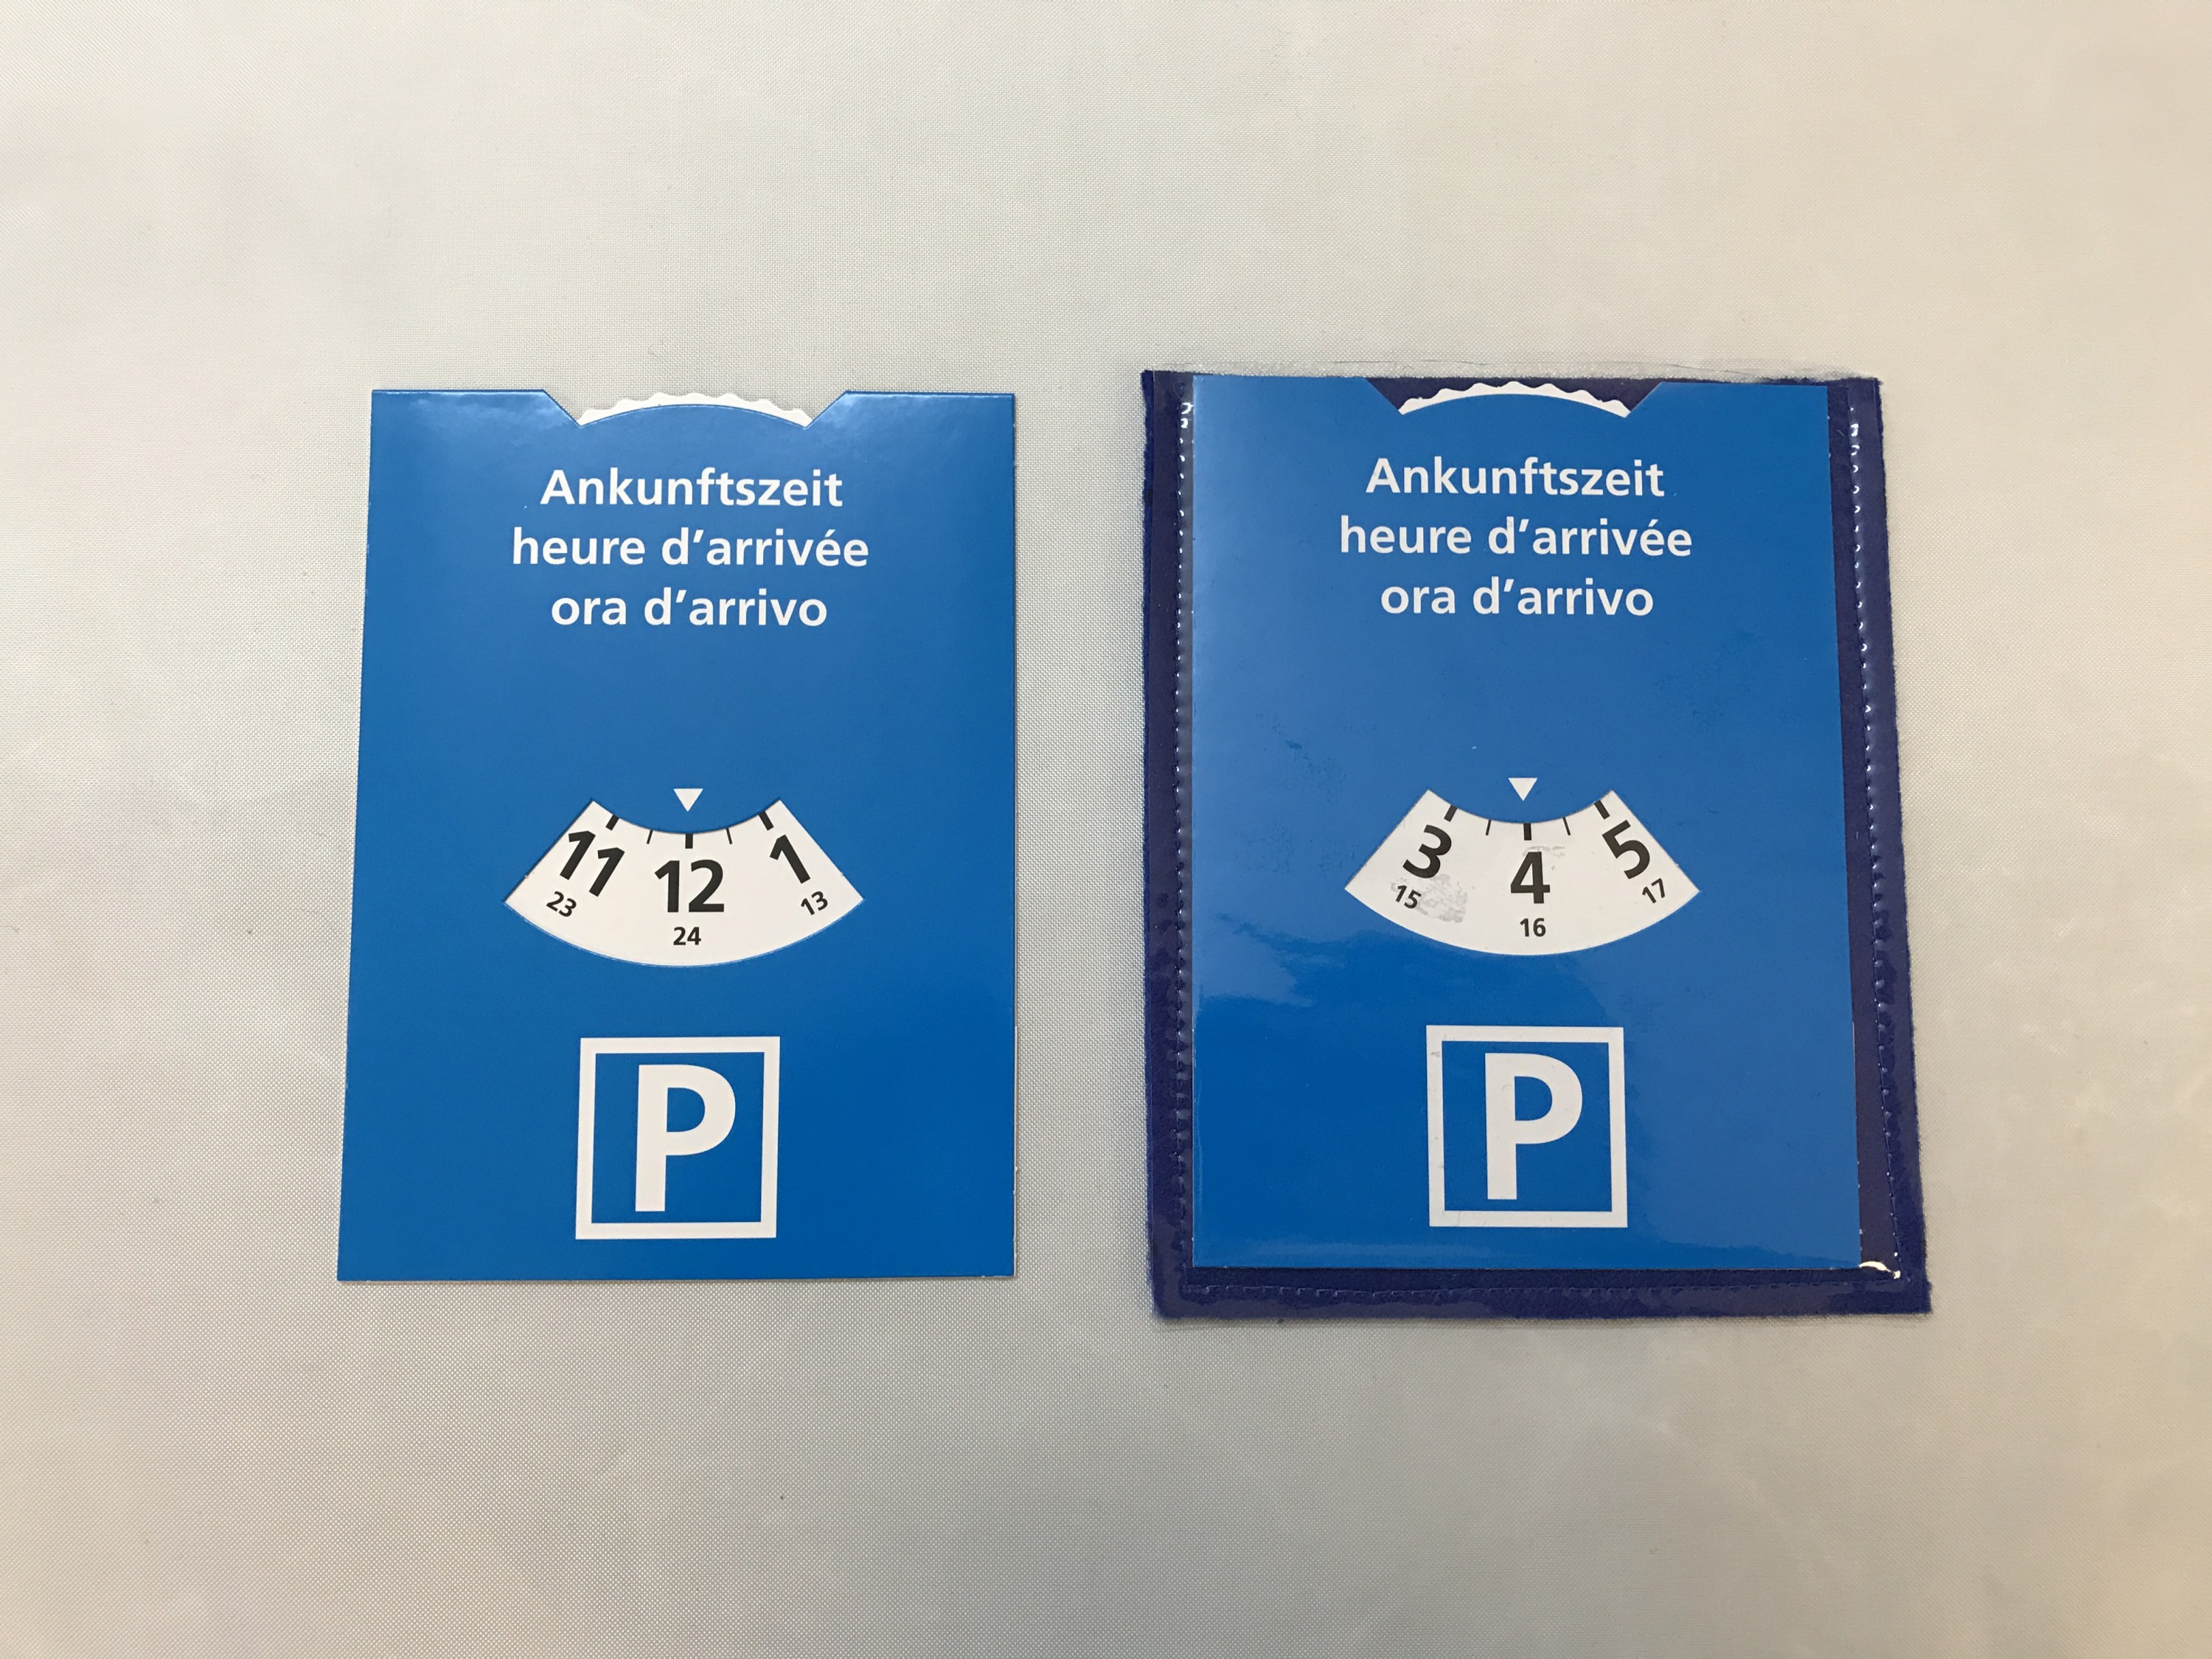 Ankunftszeit
heure d’arrivée
ora d’arrivo
11 12 1
23 24 13
P
Ankunftszeit
heure d’arrivée
ora d’arrivo
3 4 5
15 16 17
P